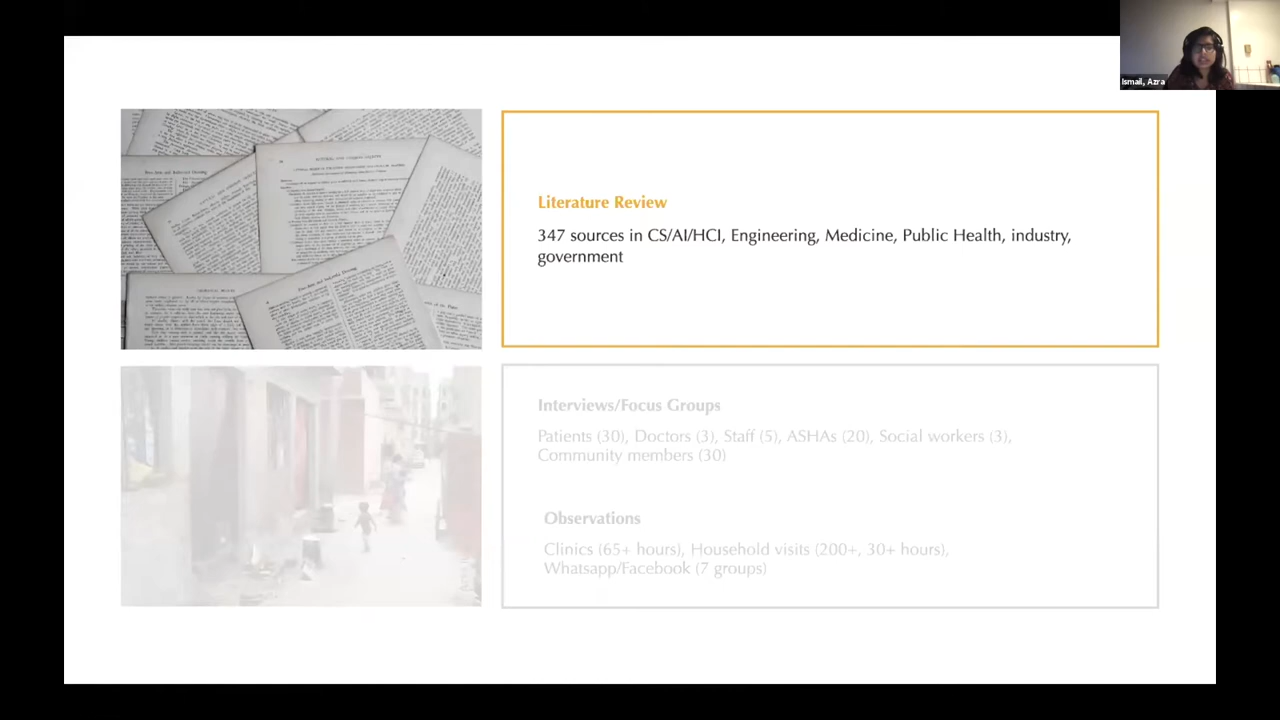 Ismail, Azra
Literature Review
347 sources in CS/AI/HCI, Engineering, Medicine, Public Health, industry,
government
Interviews/Focus Groups
Patients (30), Doctors (3), Staff (5), ASHAs (20), Social workers (3),
Community members (30)
Observations
Clinics (65+ hours), Household visits (200+, 30+ hours),
Whatsapp/Facebook (7 groups)